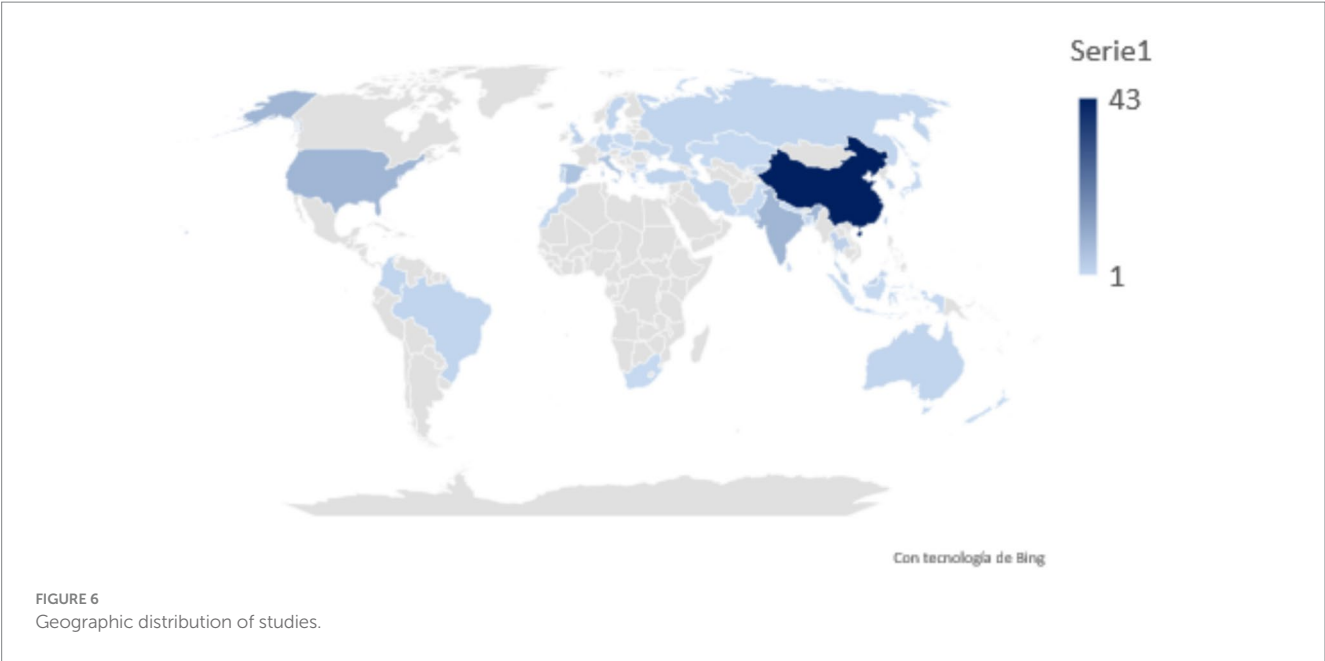 Serie1
43
1
Con tecnología de Bing
FIGURE 6
Geographic distribution of studies.